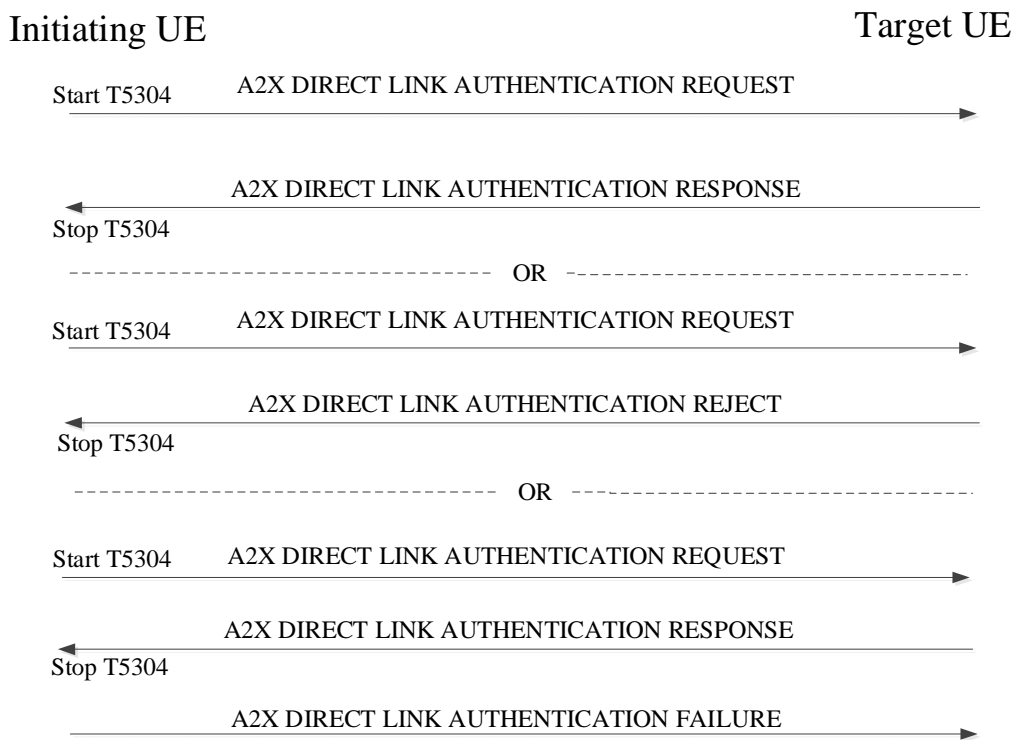 Initiating UE
Target UE
Start T5304
A2X DIRECT LINK AUTHENTICATION REQUEST
A2X DIRECT LINK AUTHENTICATION RESPONSE
Stop T5304
OR
Start T5304
A2X DIRECT LINK AUTHENTICATION REQUEST
A2X DIRECT LINK AUTHENTICATION REJECT
Stop T5304
OR
Start T5304
A2X DIRECT LINK AUTHENTICATION REQUEST
A2X DIRECT LINK AUTHENTICATION RESPONSE
Stop T5304
A2X DIRECT LINK AUTHENTICATION FAILURE